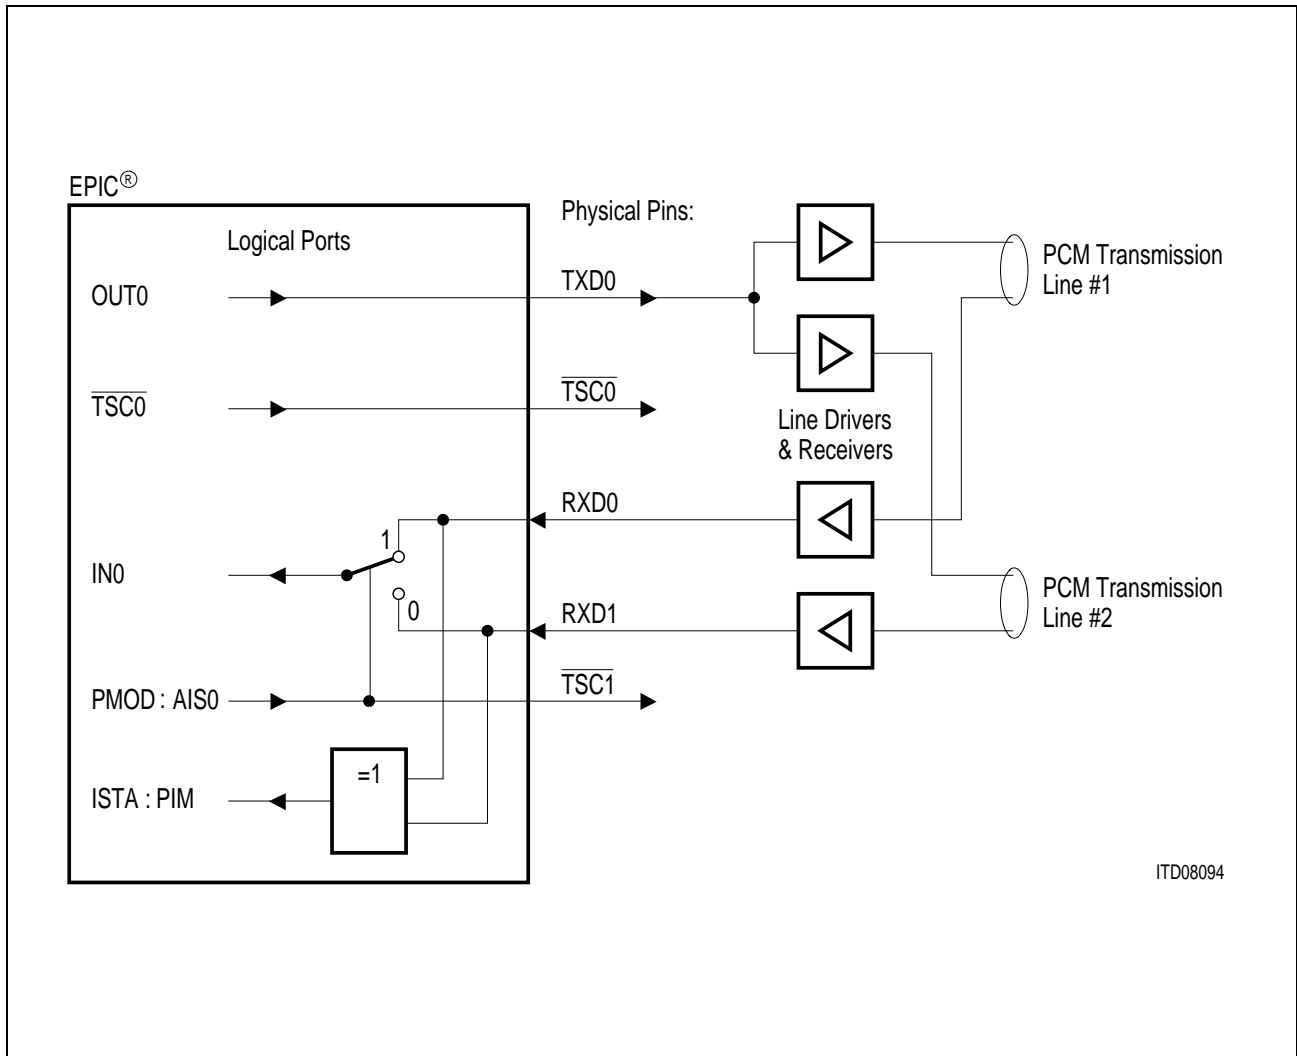 EPIC®
Logical Ports
Physical Pins:
OUT0
TXD0
PCM Transmission
Line #1
TSC0
TSC0
Line Drivers
& Receivers
RXD0
1
IN0
0
RXD1
PCM Transmission
Line #2
PMOD : AIS0
TSC1
=1
ISTA : PIM
ITD08094